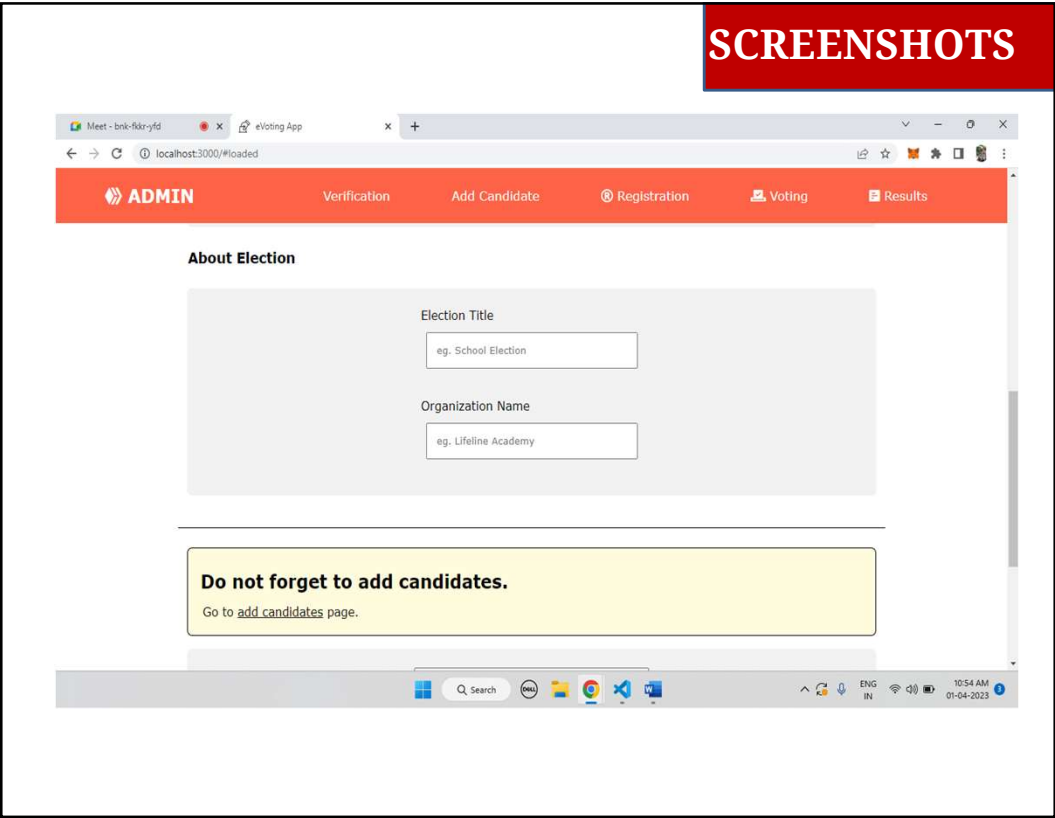 SCREENSHOTS
Meet - bnk-fkkr-yfd
eVoting App
localhost:3000/#loaded
ADMIN
Verification
Add Candidate
® Registration
Voting
Results
About Election
Election Title
eg. School Election
Organization Name
eg. Lifeline Academy
Do not forget to add candidates.
Go to add candidates page.
Search
DELL
ENG
IN
10:54 AM
01-04-2023
3